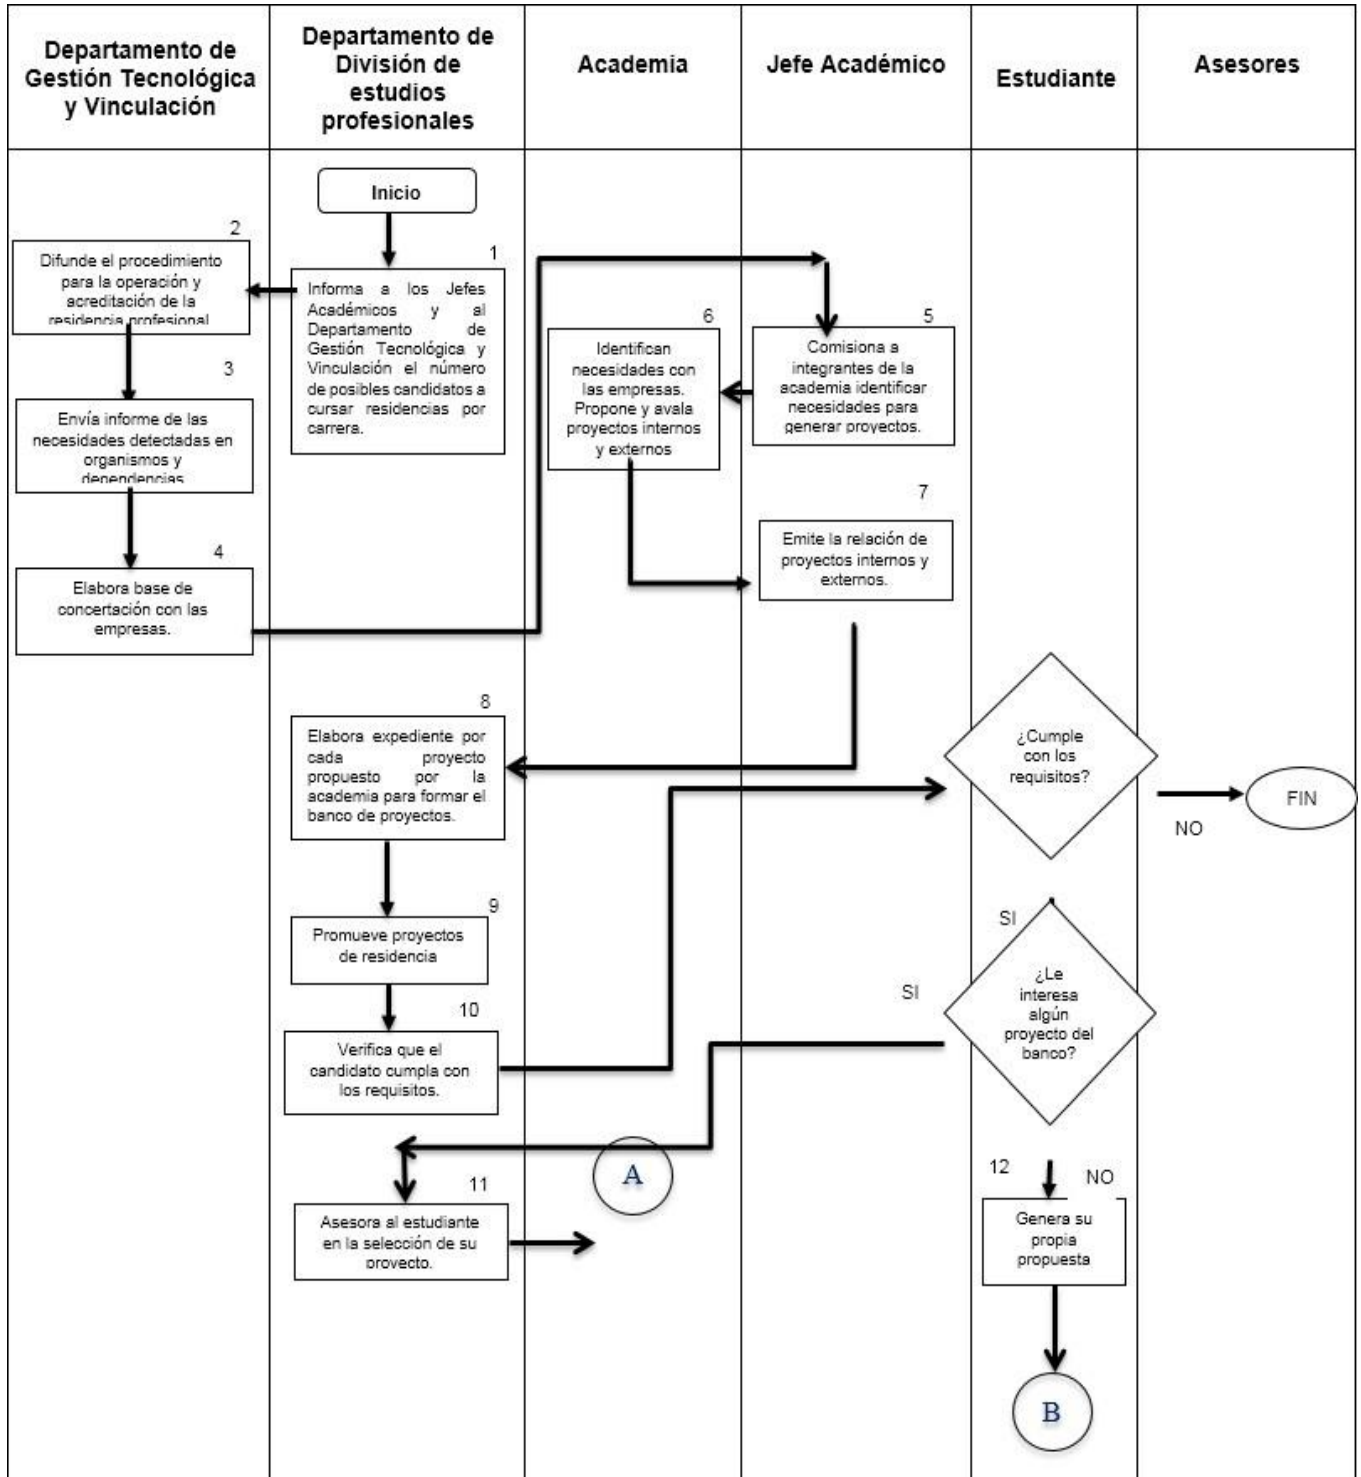 Departamento de
Gestión Tecnológica
y Vinculación
Departamento de
División de
estudios
profesionales
Academia
Jefe Académico
Estudiante
Asesores
Inicio
2
Difunde el procedimiento
para la operación y
acreditación de la
residencia profesional
1
Informa a los Jefes
Académicos y al
Departamento de
Gestión Tecnológica y
Vinculación el número
de posibles candidatos a
cursar residencias por
carrera.
3
Envía informe de las
necesidades detectadas en
organismos y
dependencias
4
Elabora base de
concertación con las
empresas.
6
Identifican
necesidades con
las empresas.
Propone y avala
proyectos internos
y externos
5
Comisiona a
integrantes de la
academia identificar
necesidades para
generar proyectos.
7
Emite la relación de
proyectos internos y
externos.
8
Elabora expediente por
cada proyecto
propuesto por la
academia para formar el
banco de proyectos.
¿Cumple
con los
requisitos?
NO
FIN
9
Promueve proyectos
de residencia
SI
¿Le
interesa
algún
proyecto del
banco?
SI
10
Verifica que el
candidato cumpla con
los requisitos.
A
11
Asesora al estudiante
en la selección de su
proyecto.
12
NO
Genera su
propia
propuesta
B